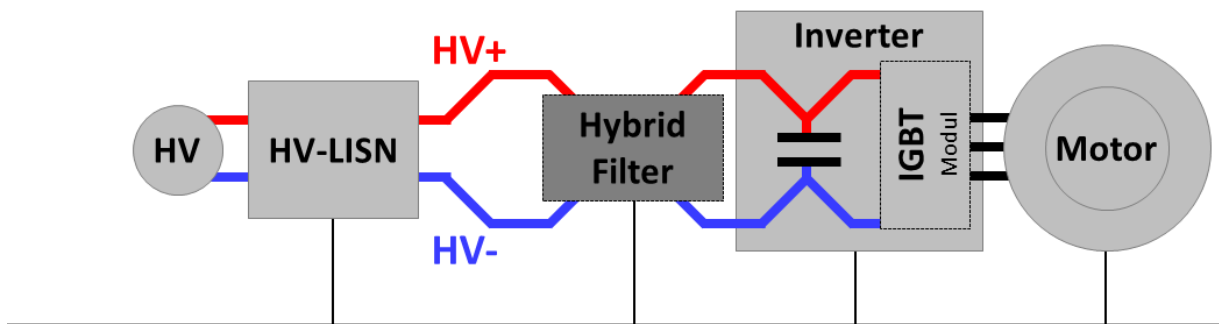 HV
HV-LISN
HV+
HV-
Hybrid
Filter
Inverter
IGBT
Modul
Motor